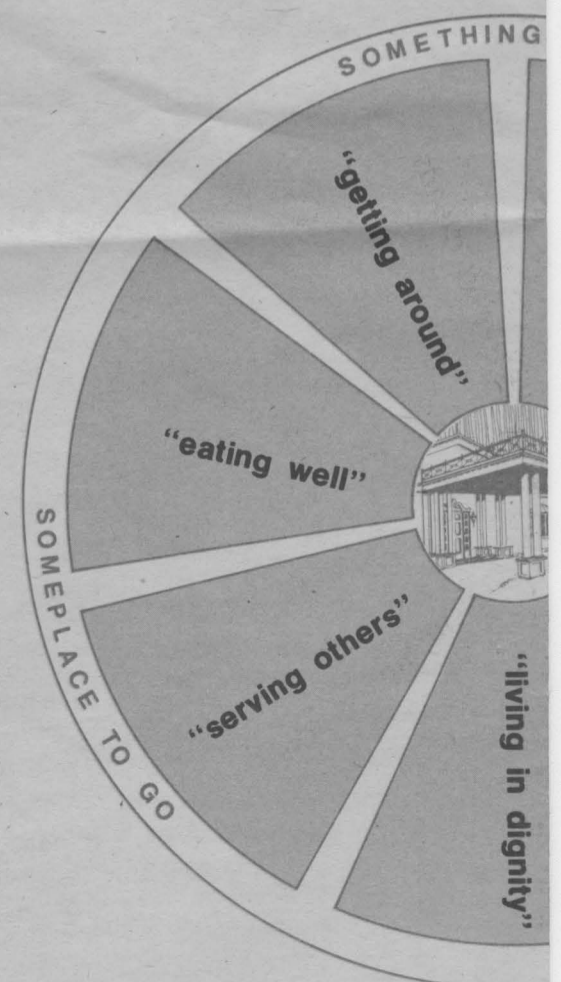 SOMETHING
"getting around"
"eating well"
"serving others"
"living in dignity"
SOMEPLACE TO GO